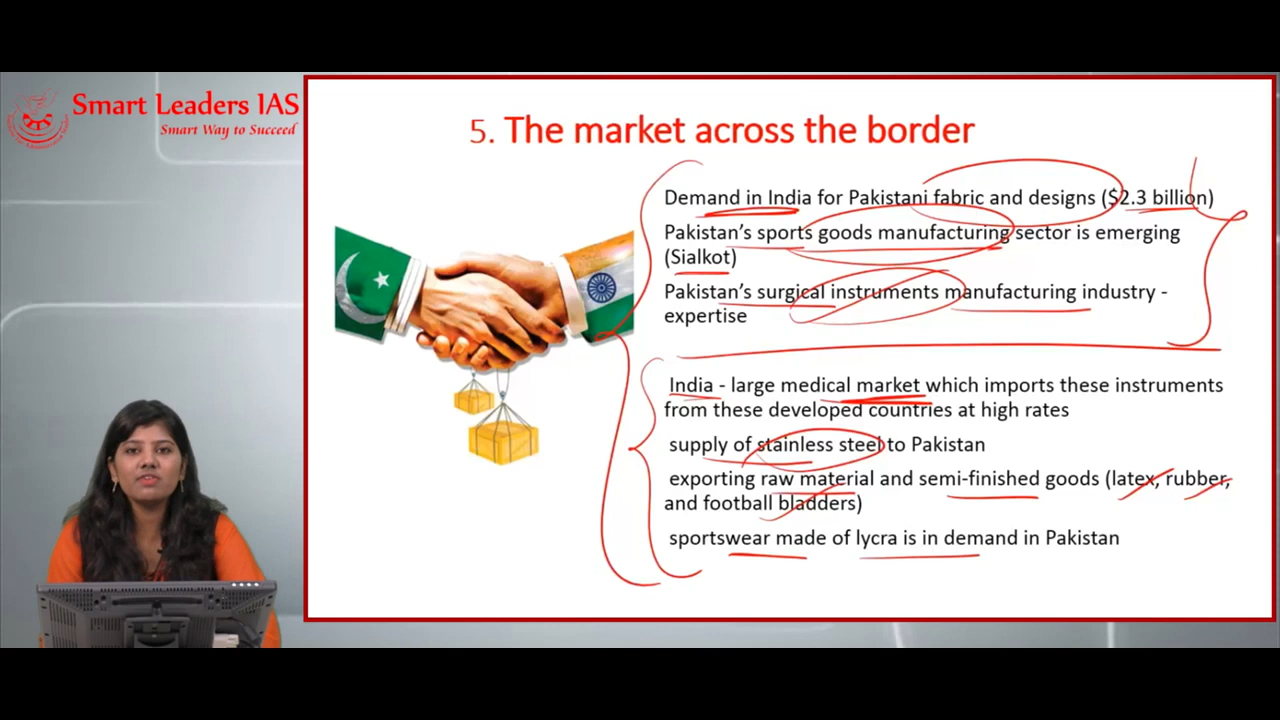 Smart Leaders IAS
Smart Way to Succeed
5. The market across the border
Demand in India for Pakistani fabric and designs ($2.3 billion)
Pakistan's sports goods manufacturing sector is emerging
(Sialkot)
Pakistan's surgical instruments manufacturing industry -
expertise
India - large medical market which imports these instruments
from these developed countries at high rates
supply of stainless steel to Pakistan
exporting raw material and semi-finished goods (latex, rubber,
and football bladders)
sportswear made of lycra is in demand in Pakistan